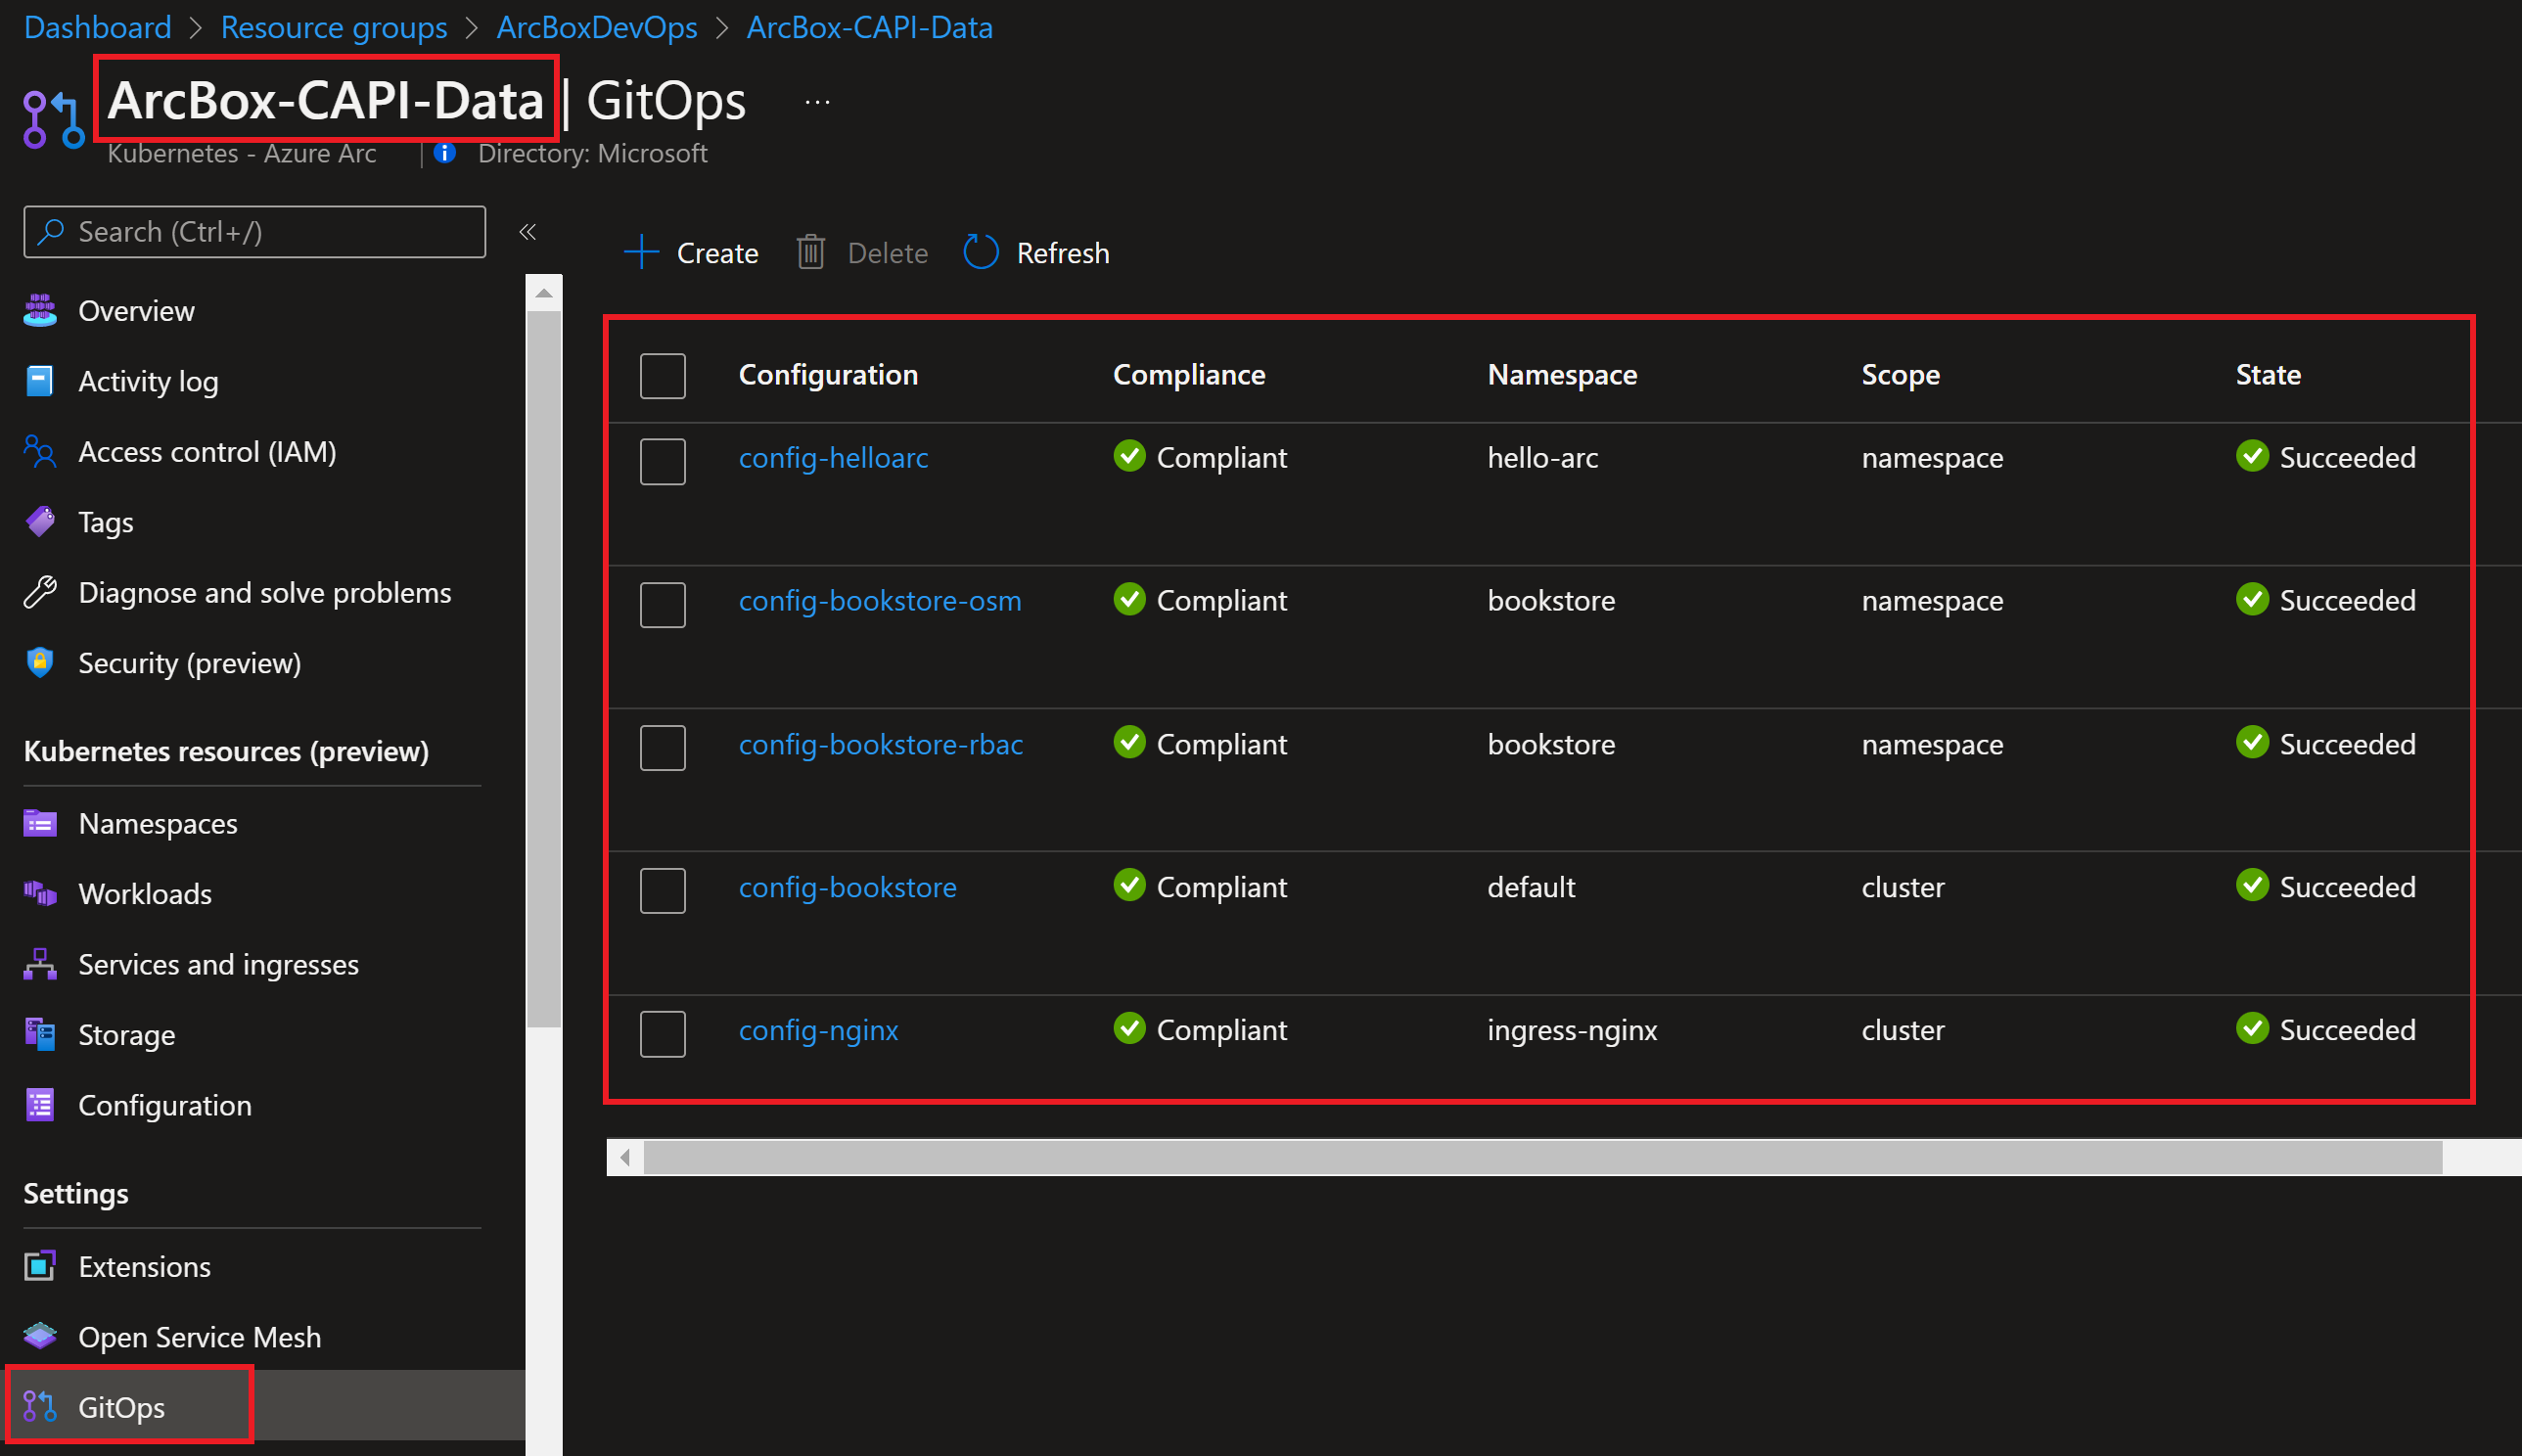 Dashboard > Resource groups > ArcBoxDevOps > ArcBox-CAPI-Data
ArcBox-CAPI-Data | GitOps ...
Kubernetes - Azure Arc | Directory: Microsoft
Search (Ctrl+/)
Overview
Activity log
Access control (IAM)
Tags
Diagnose and solve problems
Security (preview)
Kubernetes resources (preview)
Namespaces
Workloads
Services and ingresses
Storage
Configuration
Settings
Extensions
Open Service Mesh
GitOps
Create Delete Refresh
Configuration Compliance Namespace Scope State
config-helloarc Compliant hello-arc namespace Succeeded
config-bookstore-osm Compliant bookstore namespace Succeeded
config-bookstore-rbac Compliant bookstore namespace Succeeded
config-bookstore Compliant default cluster Succeeded
config-nginx Compliant ingress-nginx cluster Succeeded